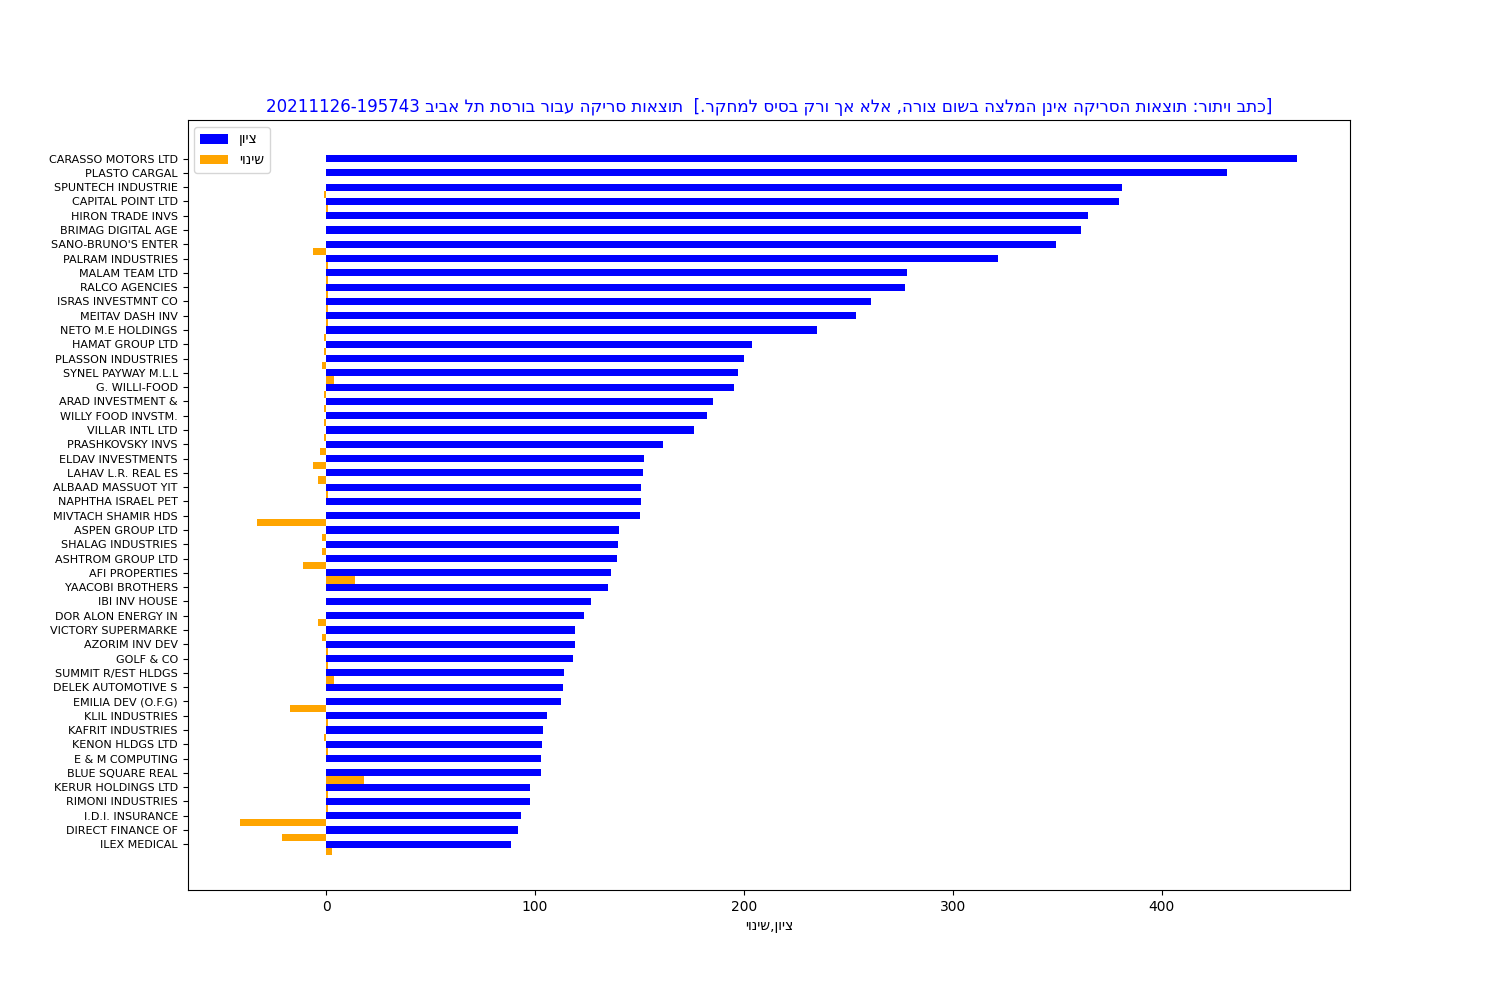 [כתב ויתור: תוצאות הסריקה אינן המלצה בשום צורה, אלא אך ורק בסיס למחקר.]  תוצאות סריקה עבור בורסת תל אביב 20211126-195743
ציון
שינוי
CARASSO MOTORS LTD
PLASTO CARGAL
SPUNTECH INDUSTRIE
CAPITAL POINT LTD
HIRON TRADE INVS
BRIMAG DIGITAL AGE
SANO-BRUNO'S ENTER
PALRAM INDUSTRIES
MALAM TEAM LTD
RALCO AGENCIES
ISRAS INVESTMNT CO
MEITAV DASH INV
NETO M.E HOLDINGS
HAMAT GROUP LTD
PLASSON INDUSTRIES
SYNEL PAYWAY M.L.L
G. WILLI-FOOD
ARAD INVESTMENT &
WILLY FOOD INVSTM.
VILLAR INTL LTD
PRASHKOVSKY INVS
ELDAV INVESTMENTS
LAHAV L.R. REAL ES
ALBAAD MASSUOT YIT
NAPHTHA ISRAEL PET
MIVTACH SHAMIR HDS
ASPEN GROUP LTD
SHALAG INDUSTRIES
ASHTROM GROUP LTD
AFI PROPERTIES
YAACOBI BROTHERS
IBI INV HOUSE
DOR ALON ENERGY IN
VICTORY SUPERMARKE
AZORIM INV DEV
GOLF & CO
SUMMIT R/EST HLDGS
DELEK AUTOMOTIVE S
EMILIA DEV (O.F.G)
KLIL INDUSTRIES
KAFRIT INDUSTRIES
KENON HLDGS LTD
E & M COMPUTING
BLUE SQUARE REAL
KERUR HOLDINGS LTD
RIMONI INDUSTRIES
I.D.I. INSURANCE
DIRECT FINANCE OF
ILEX MEDICAL
0 100 200 300 400
ציון,שינוי